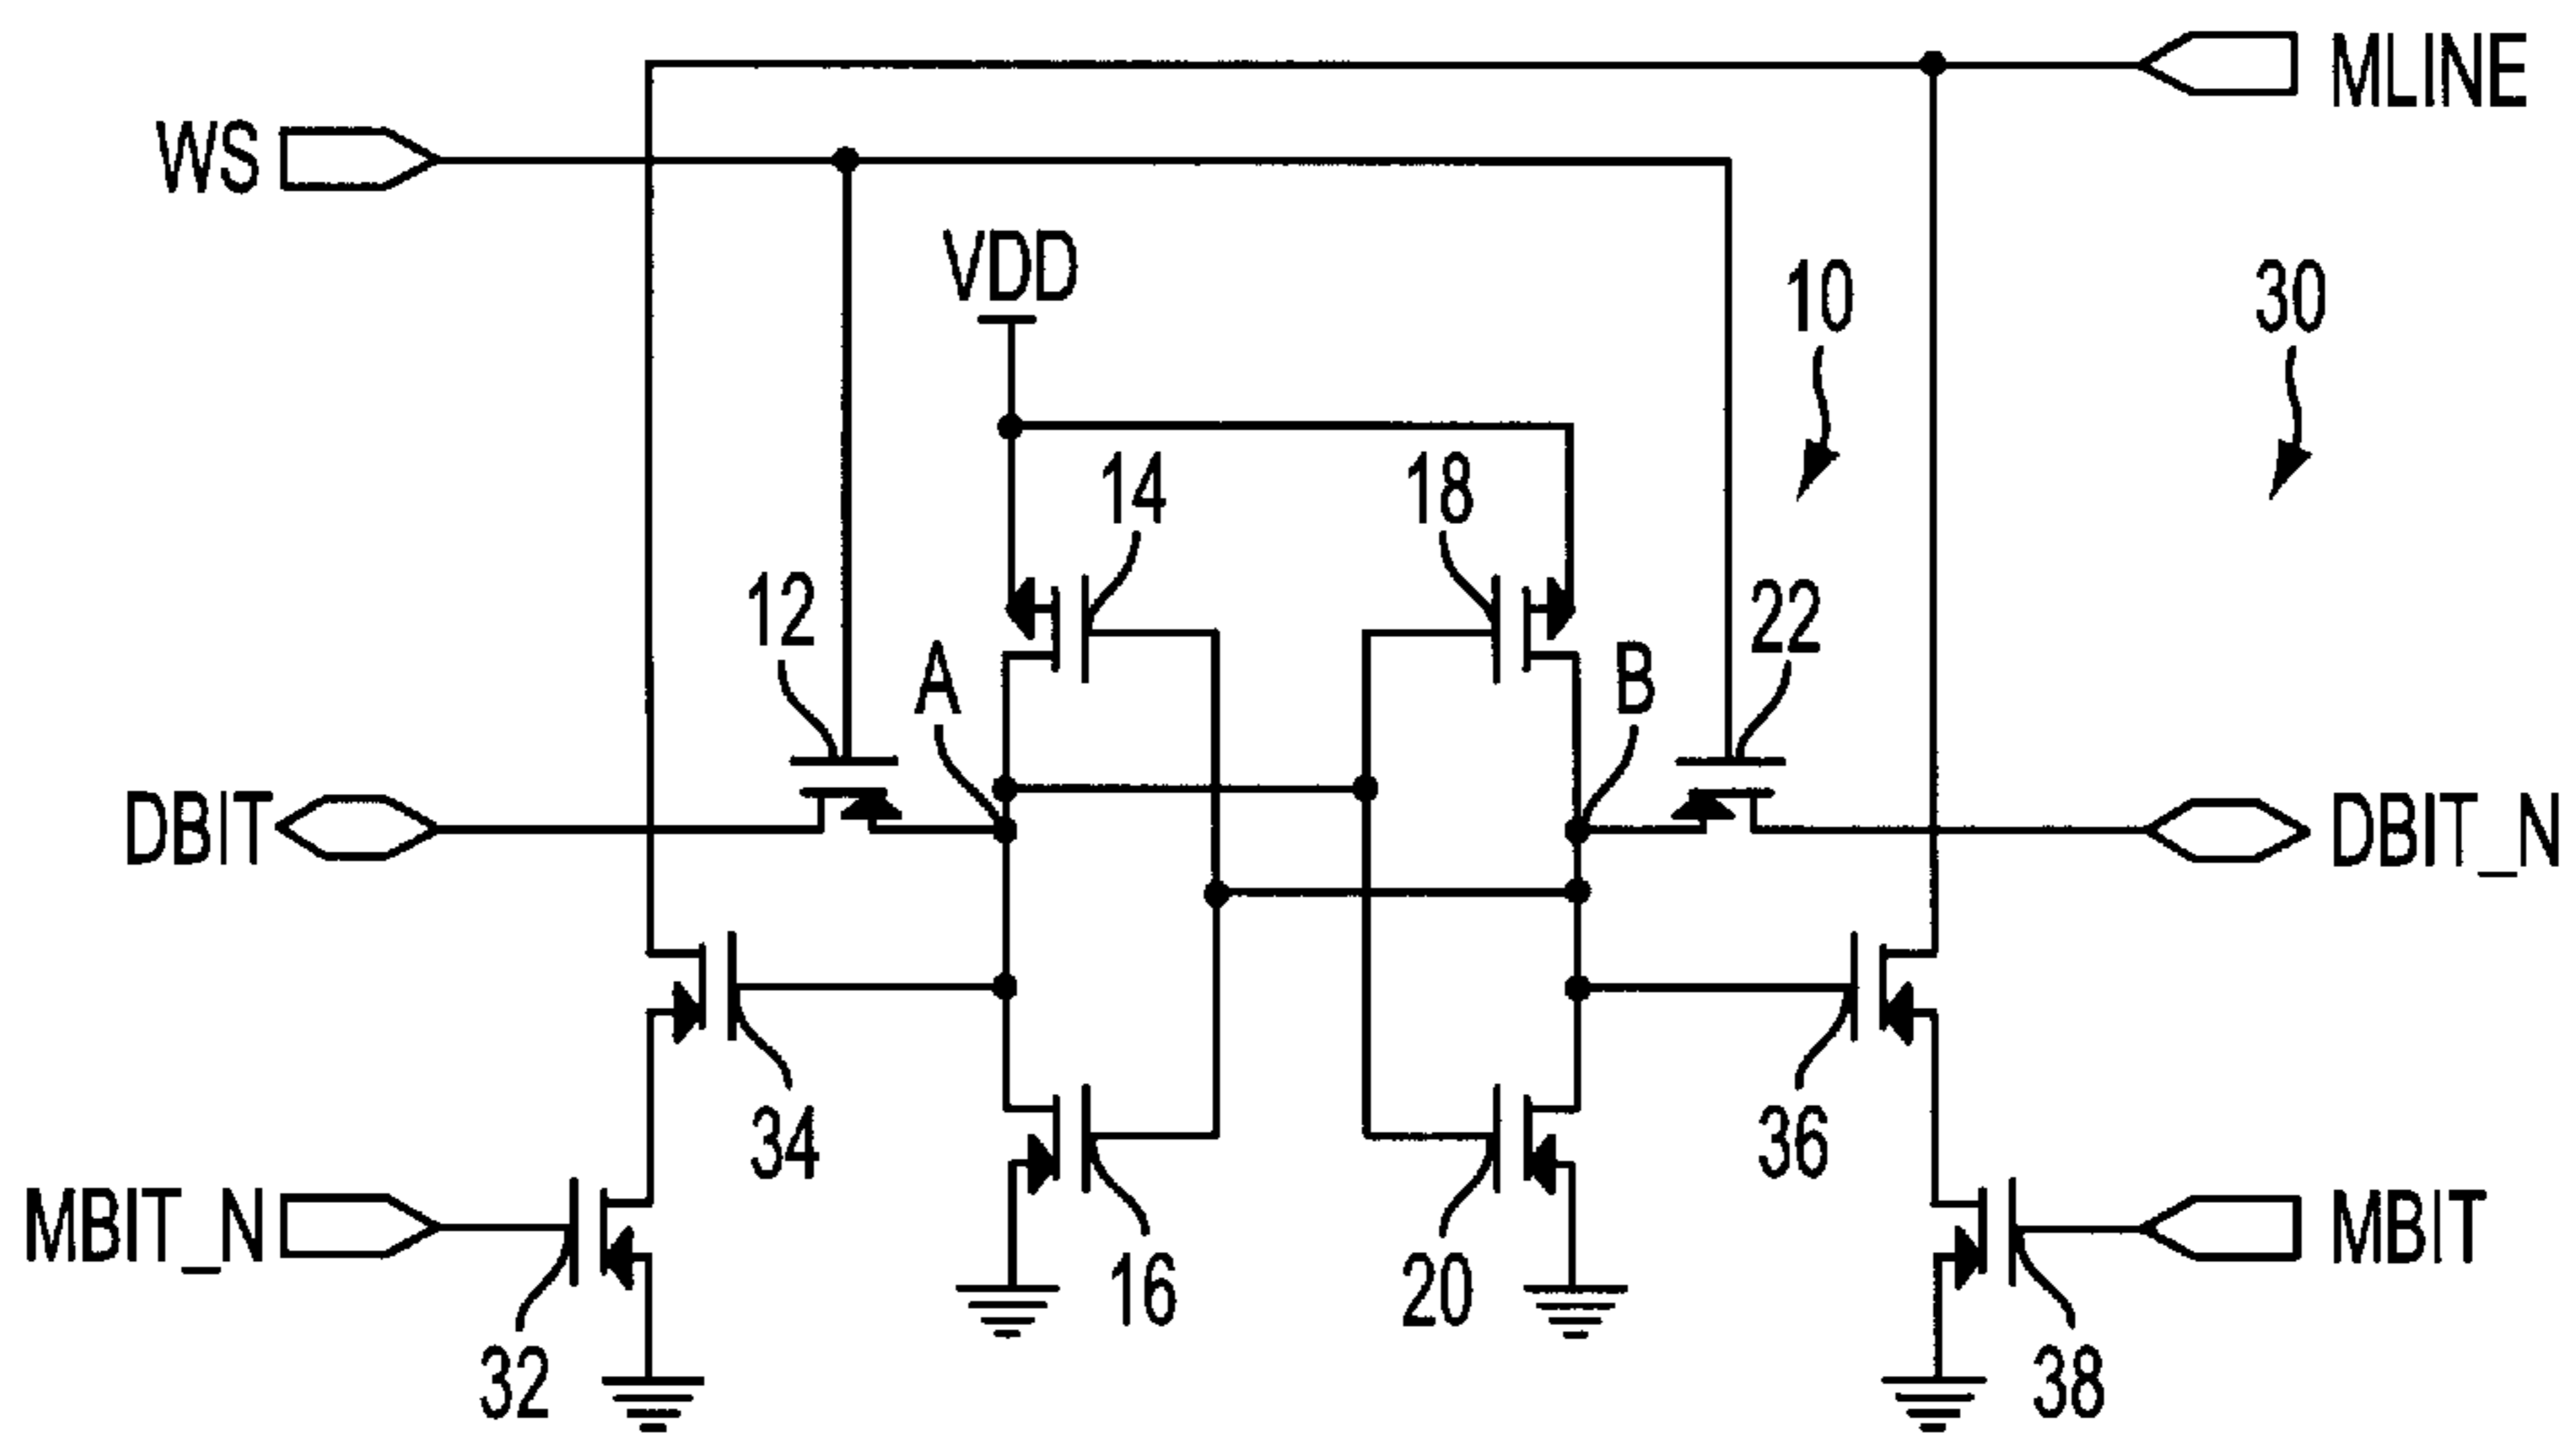 MLINE
WS
VDD
10
30
14
18
12
22
A
B
DBIT
DBIT_N
34
36
MBIT_N
MBIT
16
20
32
38